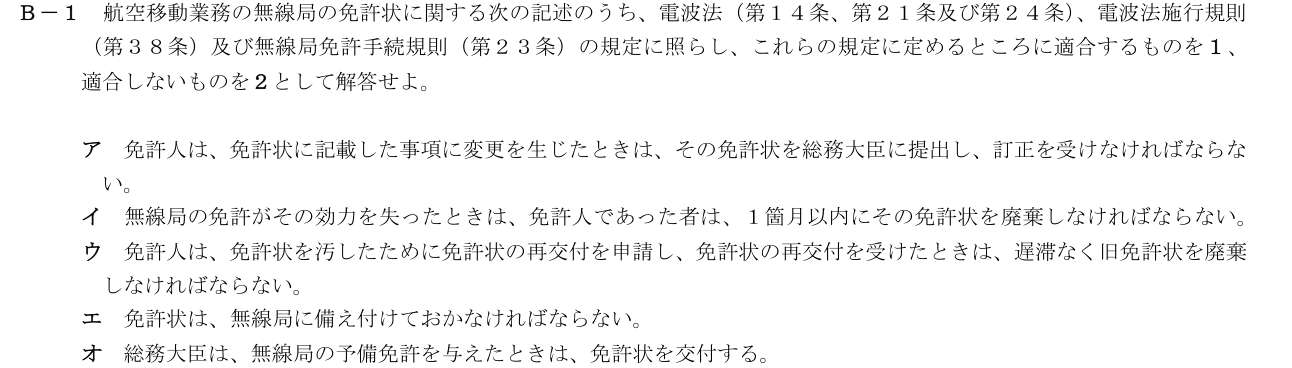 Ｂ－１　航空移動業務の無線局の免許状に関する次の記述のうち、電波法（第１４条、第２１条及び第２４条）、電波法施行規則
（第３８条）及び無線局免許手続規則（第２３条）の規定に照らし、これらの規定に定めるところに適合するものを１、
適合しないものを２として解答せよ。
ア　免許人は、免許状に記載した事項に変更を生じたときは、その免許状を総務大臣に提出し、訂正を受けなければならな
い。
イ　無線局の免許がその効力を失ったときは、免許人であった者は、１箇月以内にその免許状を廃棄しなければならない。
ウ　免許人は、免許状を汚したために免許状の再交付を申請し、免許状の再交付を受けたときは、遅滞なく旧免許状を廃棄
しなければならない。
エ　免許状は、無線局に備え付けておかなければならない。
オ　総務大臣は、無線局の予備免許を与えたときは、免許状を交付する。